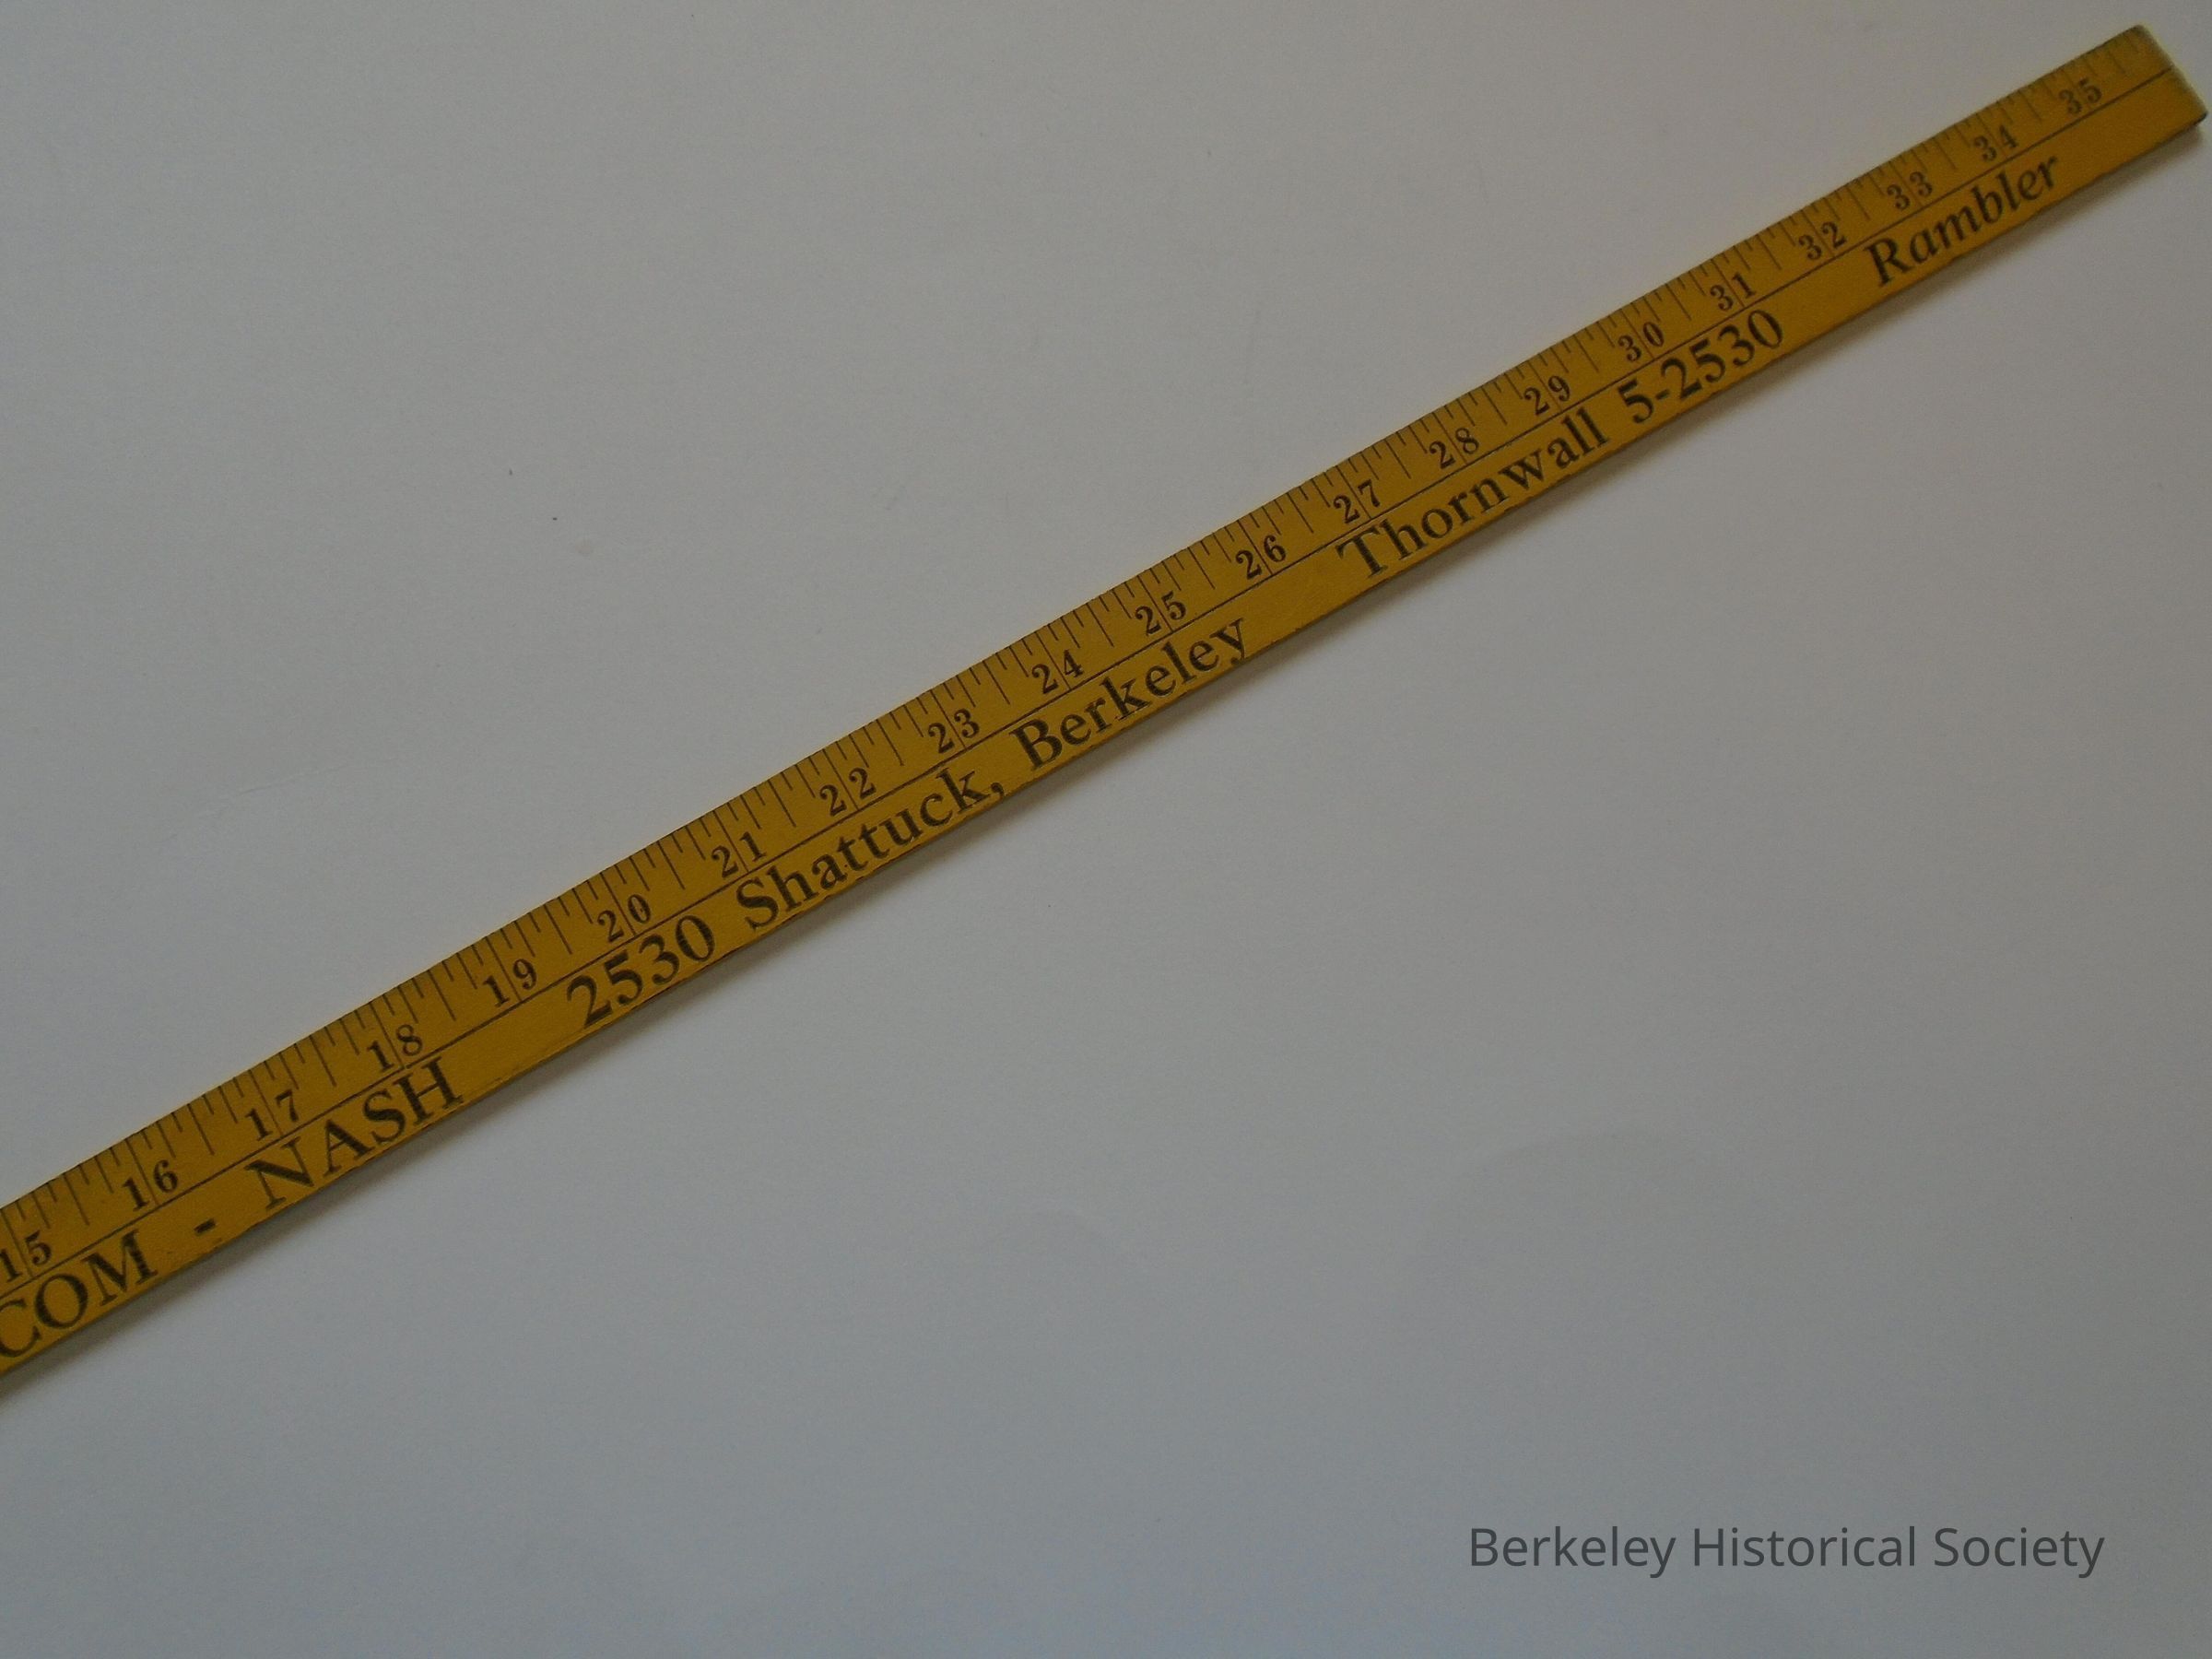 15 16 17 18 19 20 21 22 23 24 25 26 27 28 29 30 31 32 33 34 35
COM - NASH 2530 Shattuck, Berkeley Thornwall 5-2530 Rambler
Berkeley Historical Society